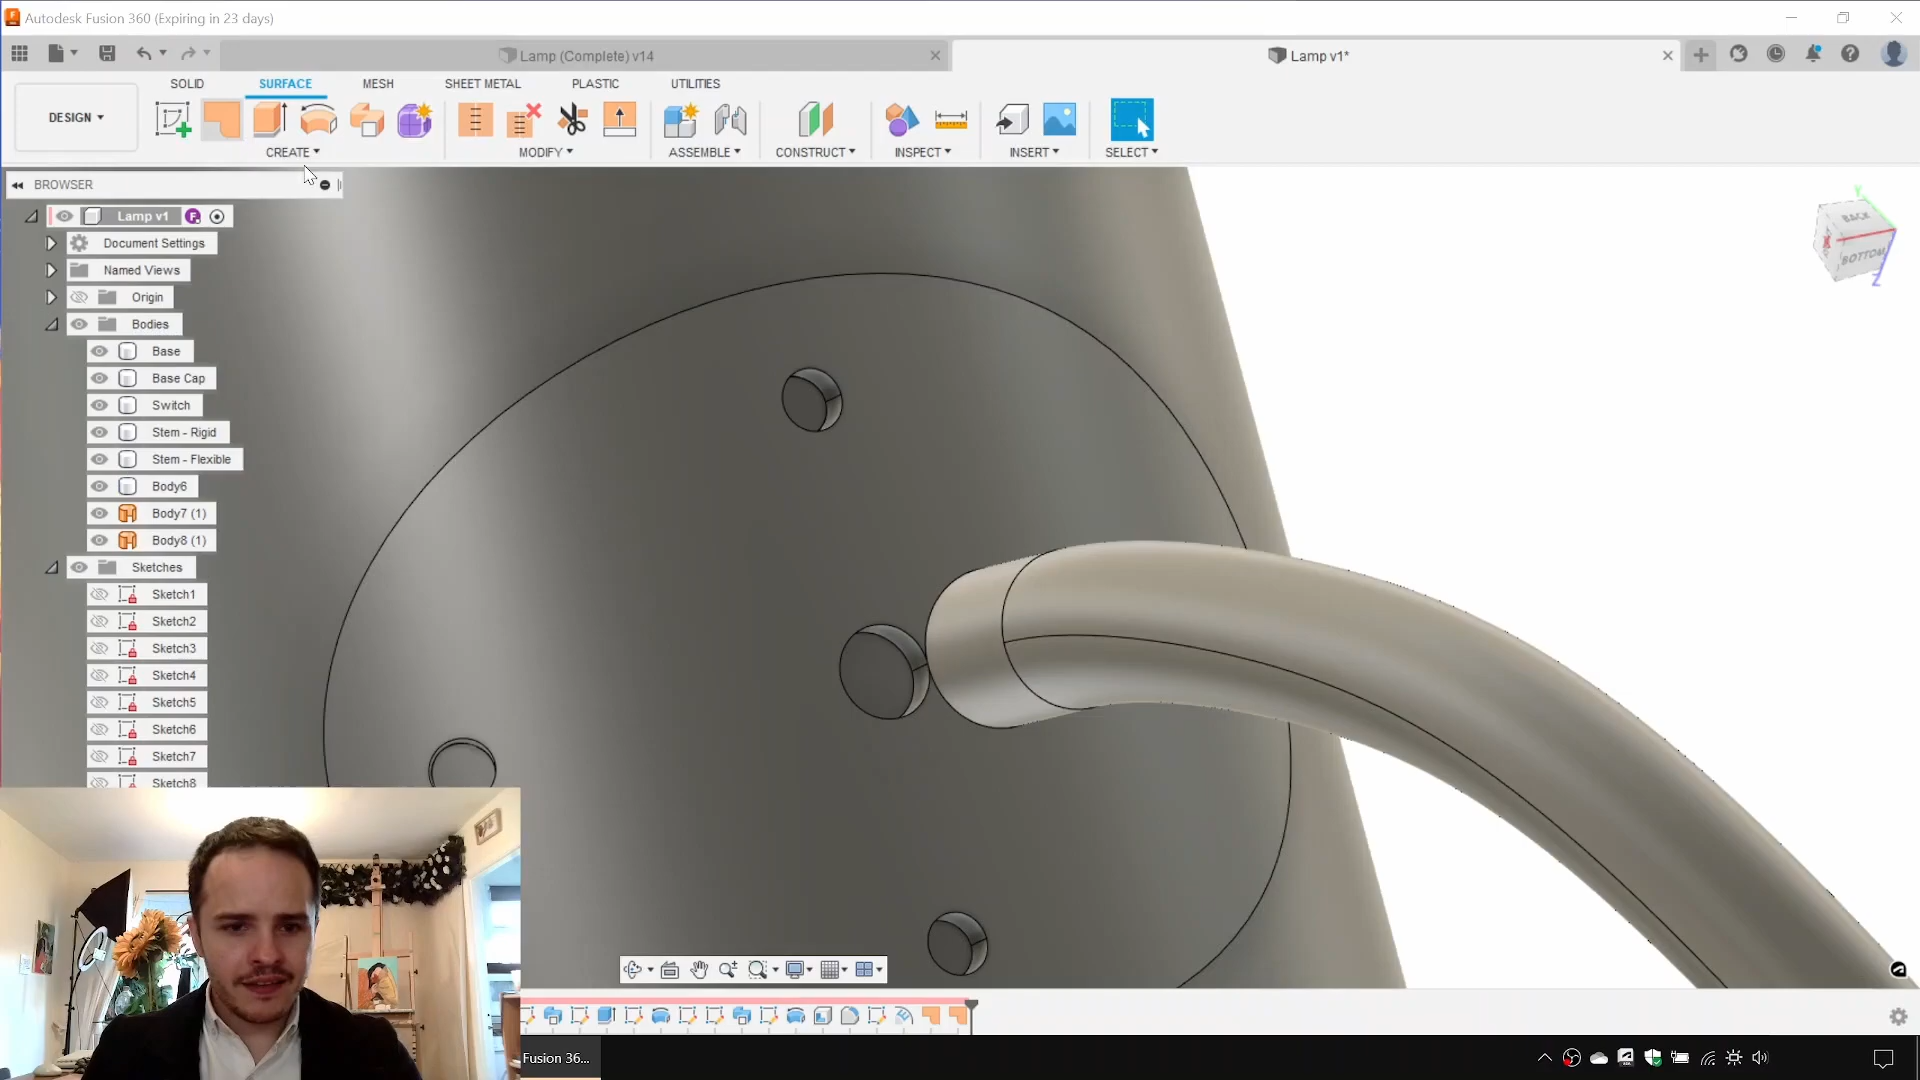 Autodesk Fusion 360 (Expiring in 23 days)
Lamp (Complete) v14
Lamp v1*
SOLID
SURFACE
MESH
SHEET METAL
PLASTIC
UTILITIES
DESIGN
CREATE
MODIFY
ASSEMBLE
CONSTRUCT
INSPECT
INSERT
SELECT
BROWSER
Lamp v1
Document Settings
Named Views
Origin
Bodies
Base
Base Cap
Switch
Stem - Rigid
Stem - Flexible
Body6
Body7 (1)
Body8 (1)
Sketches
Sketch1
Sketch2
Sketch3
Sketch4
Sketch5
Sketch6
Sketch7
Sketch8
BACK
BOTTOM
Y
Z
Fusion 36...